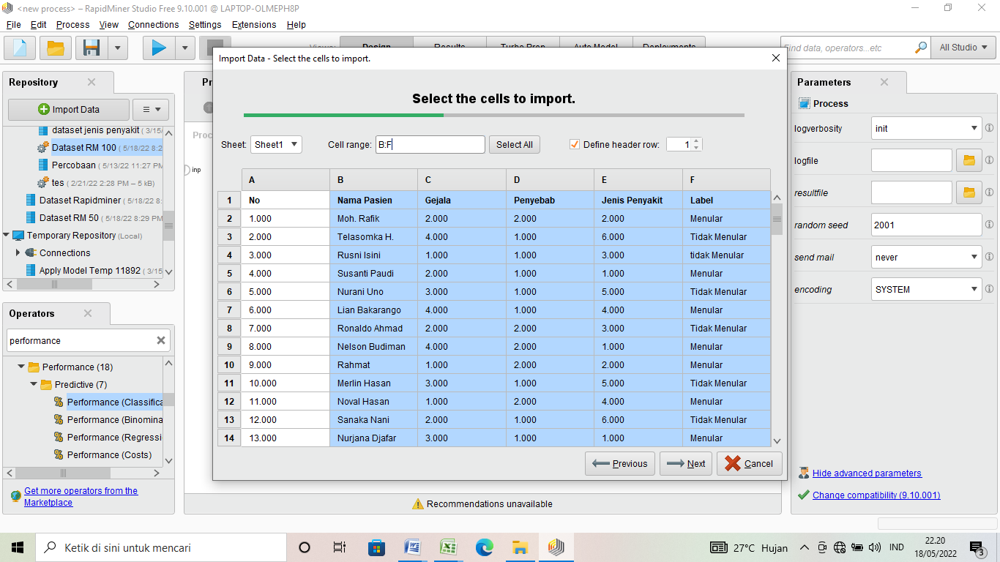 <new process> – RapidMiner Studio Free 9.10.001 @ LAPTOP-OLMEPH8P
File Edit Process View Connections Settings Extensions Help
Views: Design Results Turbo Prep Auto Model Deployments
Find data, operators...etc
All Studio
Repository
Import Data
dataset jenis penyakit ( 3/15/
Dataset RM 100 ( 5/18/22 8:2
Percobaan ( 5/13/22 11:27 PM
tes ( 2/21/22 2:28 PM – 5 kB)
Dataset Rapidminer ( 5/18/22 8:
Dataset RM 50 ( 5/18/22 8:29 PM
Temporary Repository (Local)
Connections
Apply Model Temp 11892 ( 3/15
Operators
performance
Performance (18)
Predictive (7)
Performance (Classifica
Performance (Binomina
Performance (Regressi
Performance (Costs)
Get more operators from the
Marketplace
Pr
Proc
inp
Import Data - Select the cells to import.
Select the cells to import.
Sheet: Sheet1 Cell range: B:F Select All Define header row: 1
A B C D E F
1 No Nama Pasien Gejala Penyebab Jenis Penyakit Label
2 1.000 Moh. Rafik 2.000 2.000 2.000 Menular
3 2.000 Telasomka H. 4.000 1.000 6.000 Tidak Menular
4 3.000 Rusni Isini 1.000 1.000 3.000 tidak Menular
5 4.000 Susanti Paudi 2.000 1.000 1.000 Menular
6 5.000 Nurani Uno 3.000 1.000 5.000 Tidak Menular
7 6.000 Lian Bakarango 4.000 1.000 4.000 Menular
8 7.000 Ronaldo Ahmad 2.000 2.000 3.000 Tidak Menular
9 8.000 Nelson Budiman 4.000 2.000 1.000 Menular
10 9.000 Rahmat 1.000 2.000 2.000 Menular
11 10.000 Merlin Hasan 3.000 1.000 5.000 Tidak Menular
12 11.000 Noval Hasan 1.000 2.000 4.000 Menular
13 12.000 Sanaka Nani 2.000 1.000 6.000 Tidak Menular
14 13.000 Nurjana Djafar 3.000 1.000 1.000 Menular
Previous Next Cancel
Recommendations unavailable
Parameters
Process
logverbosity init
logfile
resultfile
random seed 2001
send mail never
encoding SYSTEM
Hide advanced parameters
Change compatibility (9.10.001)
Ketik di sini untuk mencari
27°C Hujan
IND
22.20
18/05/2022
3